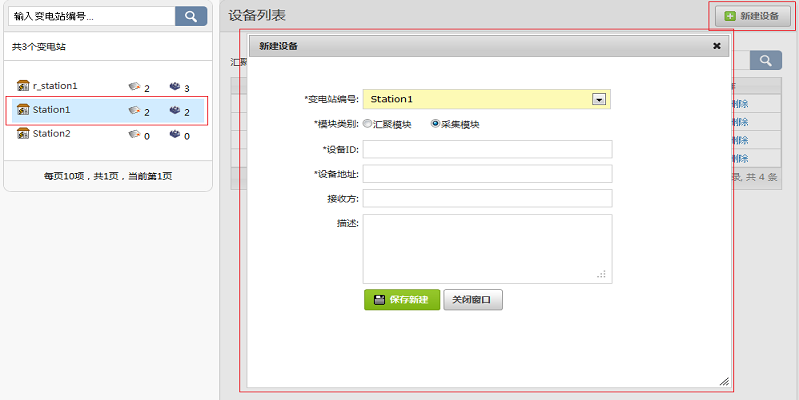 输入变电站编号...
共3个变电站
r_station1 2 3
Station1 2 2
Station2 0 0
每页10项，共1页，当前第1页
设备列表
新建设备
新建设备
汇聚
*变电站编号: Station1
*模块类别: 汇聚模块 采集模块
*设备ID:
*设备地址:
接收方:
描述:
保存新建 关闭窗口
删除
删除
删除
删除
录, 共 4 条